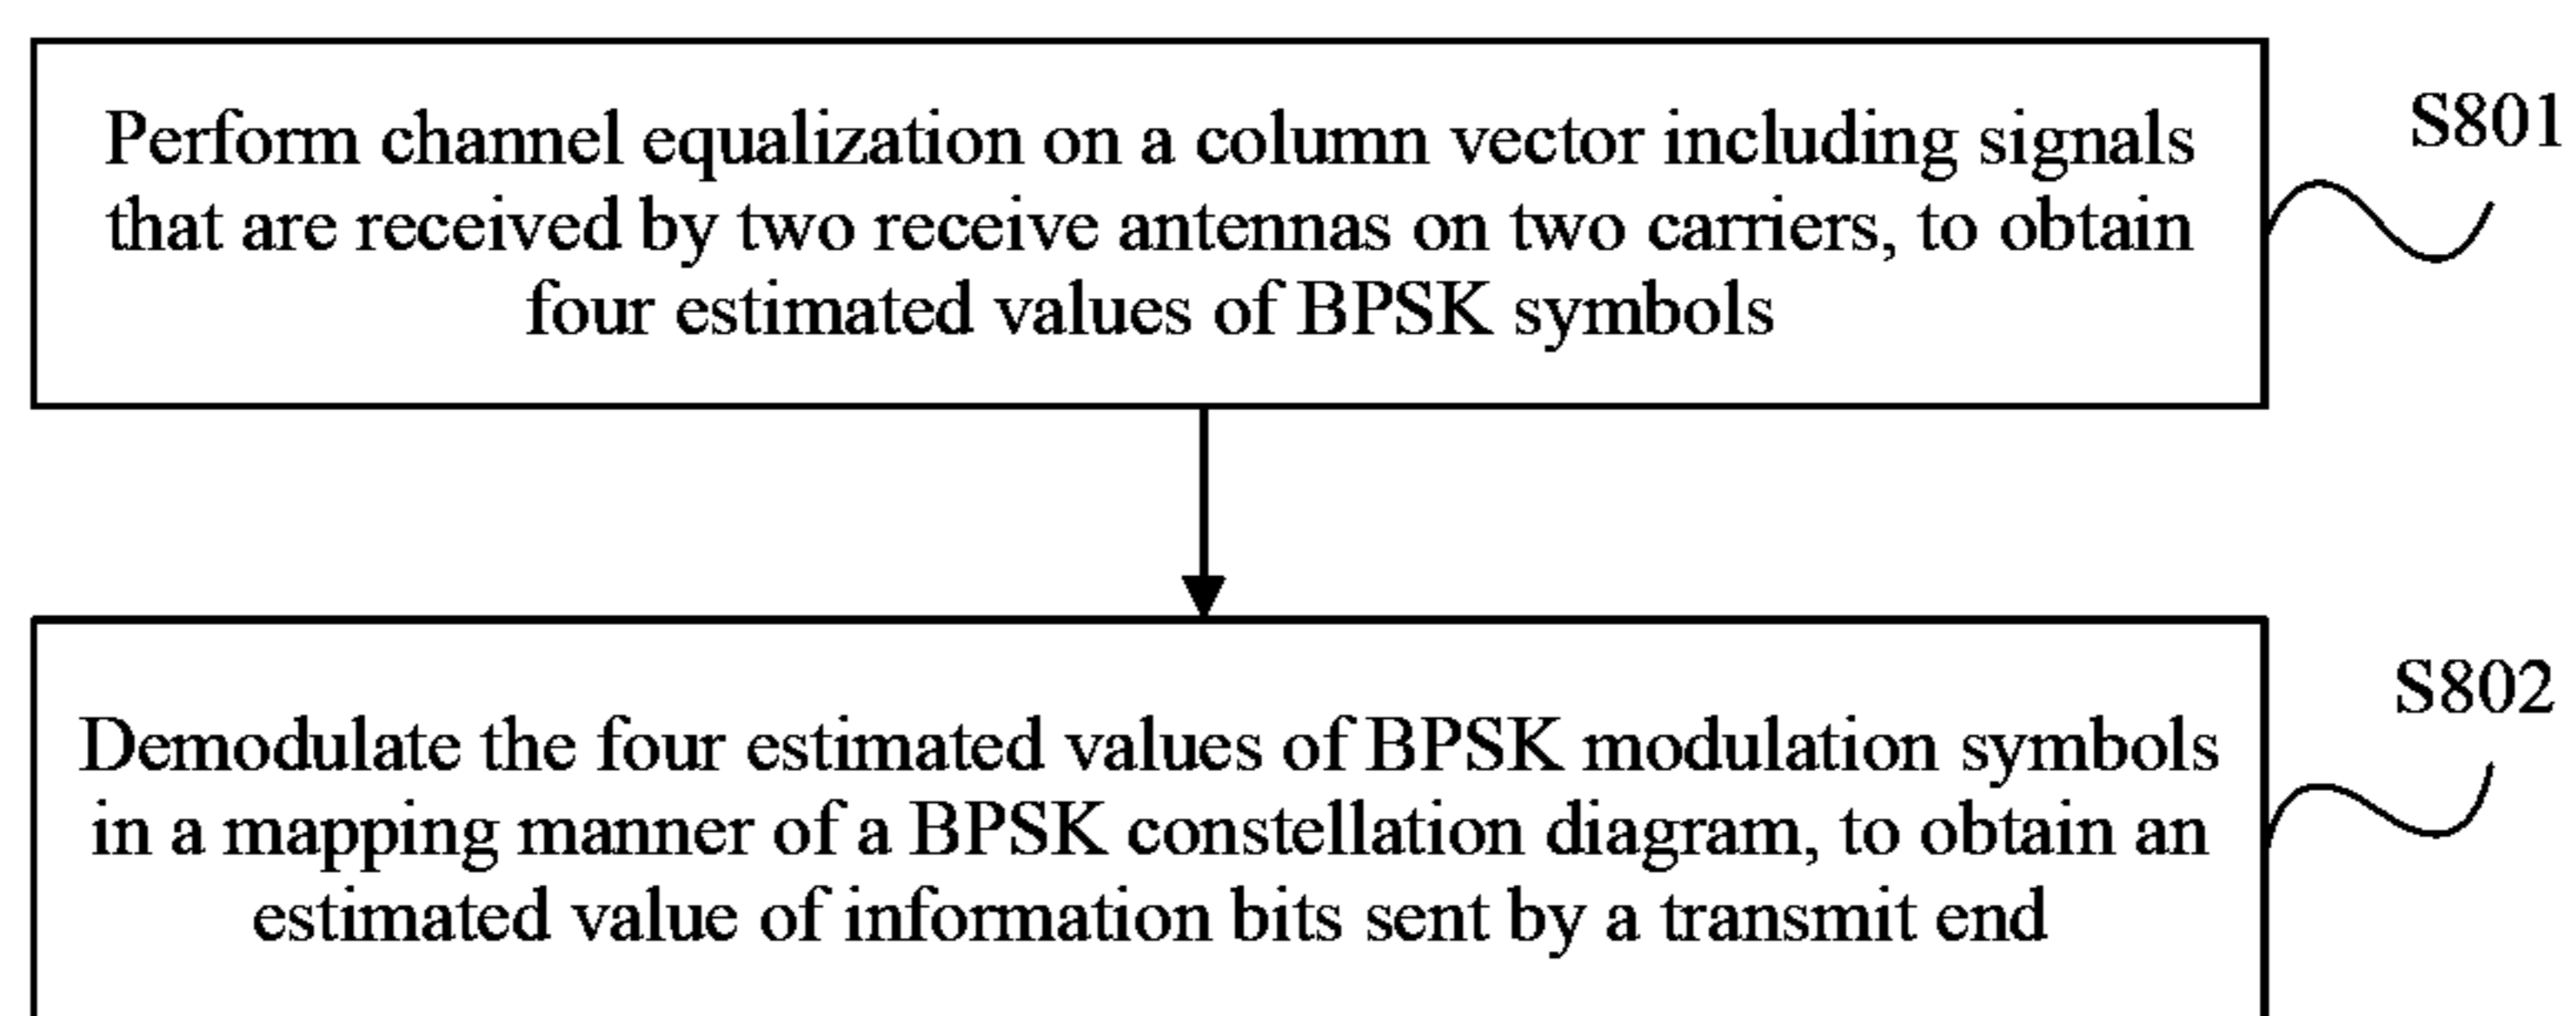 Perform channel equalization on a column vector including signals
that are received by two receive antennas on two carriers, to obtain
four estimated values of BPSK symbols
S801
Demodulate the four estimated values of BPSK modulation symbols
in a mapping manner of a BPSK constellation diagram, to obtain an
estimated value of information bits sent by a transmit end
S802